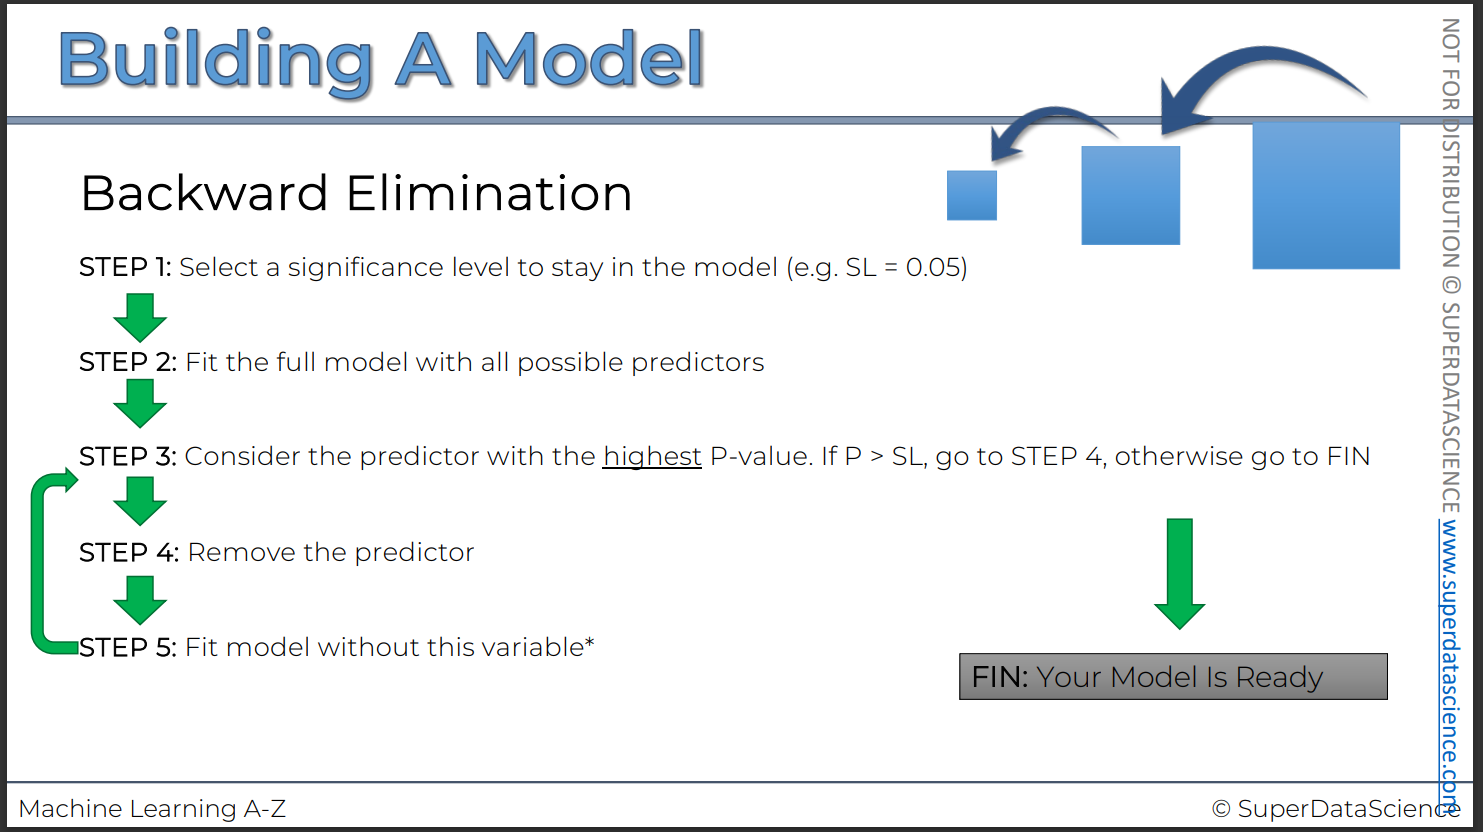 Building A Model
Backward Elimination
STEP 1: Select a significance level to stay in the model (e.g. SL = 0.05)
STEP 2: Fit the full model with all possible predictors
STEP 3: Consider the predictor with the highest P-value. If P > SL, go to STEP 4, otherwise go to FIN
STEP 4: Remove the predictor
STEP 5: Fit model without this variable*
FIN: Your Model Is Ready
Machine Learning A-Z
© SuperDataScience
NOT FOR DISTRIBUTION © SUPERDATASCIENCE www.superdatascience.com